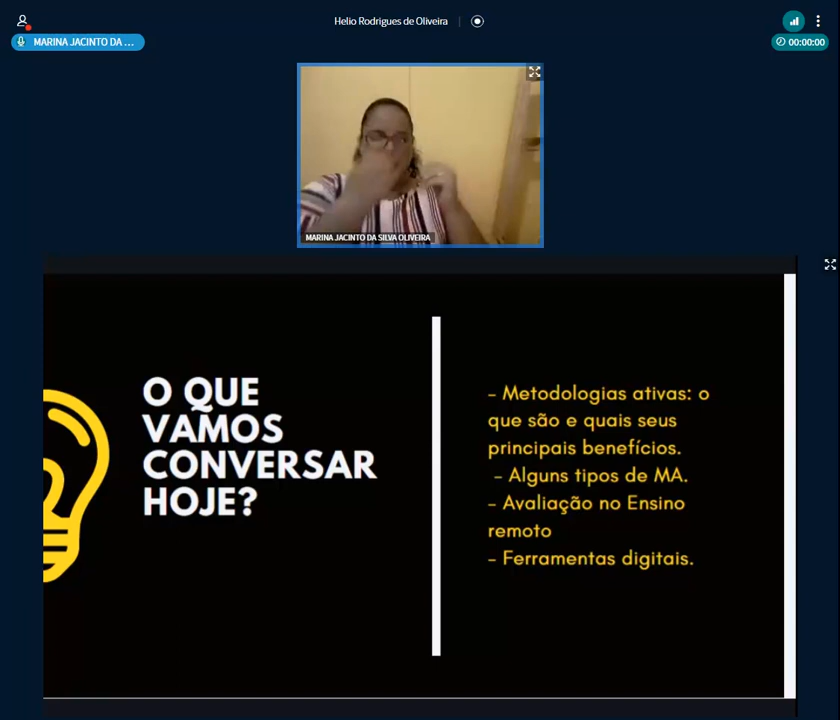 Helio Rodrigues de Oliveira
MARINA JACINTO DA ...
00:00:00
MARINA JACINTO DA SILVA OLIVEIRA
O QUE
VAMOS
CONVERSAR
HOJE?
- Metodologias ativas: o
que são e quais seus
principais benefícios.
- Alguns tipos de MA.
- Avaliação no Ensino
remoto
- Ferramentas digitais.